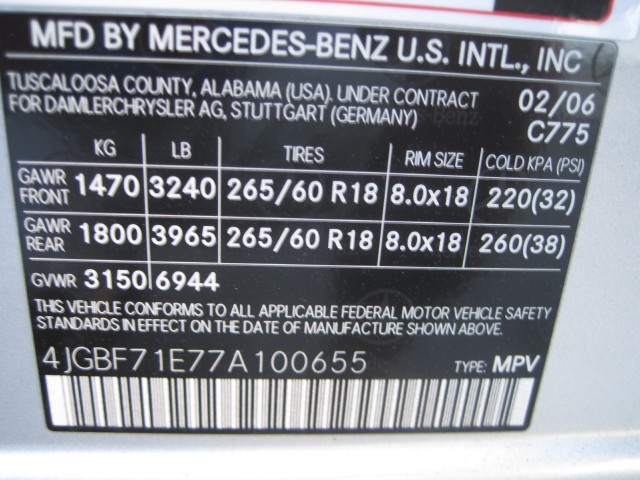 MFD BY MERCEDES-BENZ U.S. INTL., INC
TUSCALOOSA COUNTY, ALABAMA (USA). UNDER CONTRACT 02/06
FOR DAIMLERCHRYSLER AG, STUTTGART (GERMANY) C775
KG LB TIRES RIM SIZE COLD KPA (PSI)
GAWR FRONT 1470 3240 265/60 R18 8.0x18 220(32)
GAWR REAR 1800 3965 265/60 R18 8.0x18 260(38)
GVWR 3150 6944
THIS VEHICLE CONFORMS TO ALL APPLICABLE FEDERAL MOTOR VEHICLE SAFETY
STANDARDS IN EFFECT ON THE DATE OF MANUFACTURE SHOWN ABOVE.
4JGBF71E77A100655 TYPE: MPV